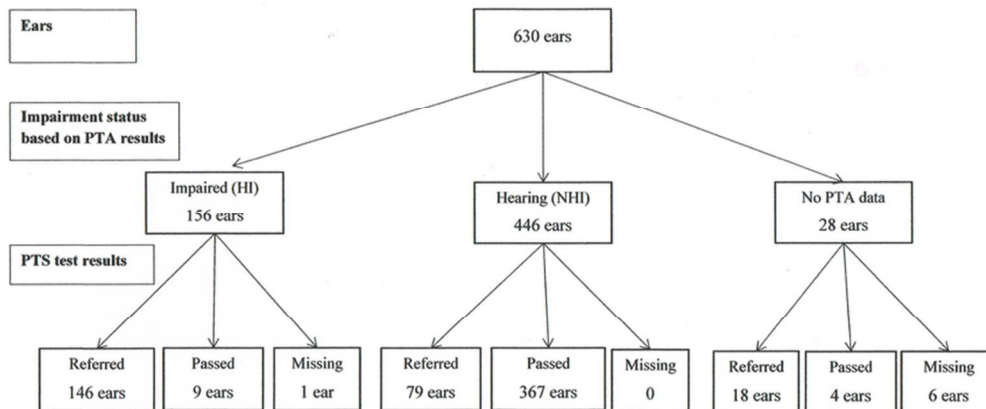 Ears
630 ears
Impairment status
based on PTA results
Impaired (HI)
156 ears
Hearing (NHI)
446 ears
No PTA data
28 ears
PTS test results
Referred
146 ears
Passed
9 ears
Missing
1 ear
Referred
79 ears
Passed
367 ears
Missing
0
Referred
18 ears
Passed
4 ears
Missing
6 ears